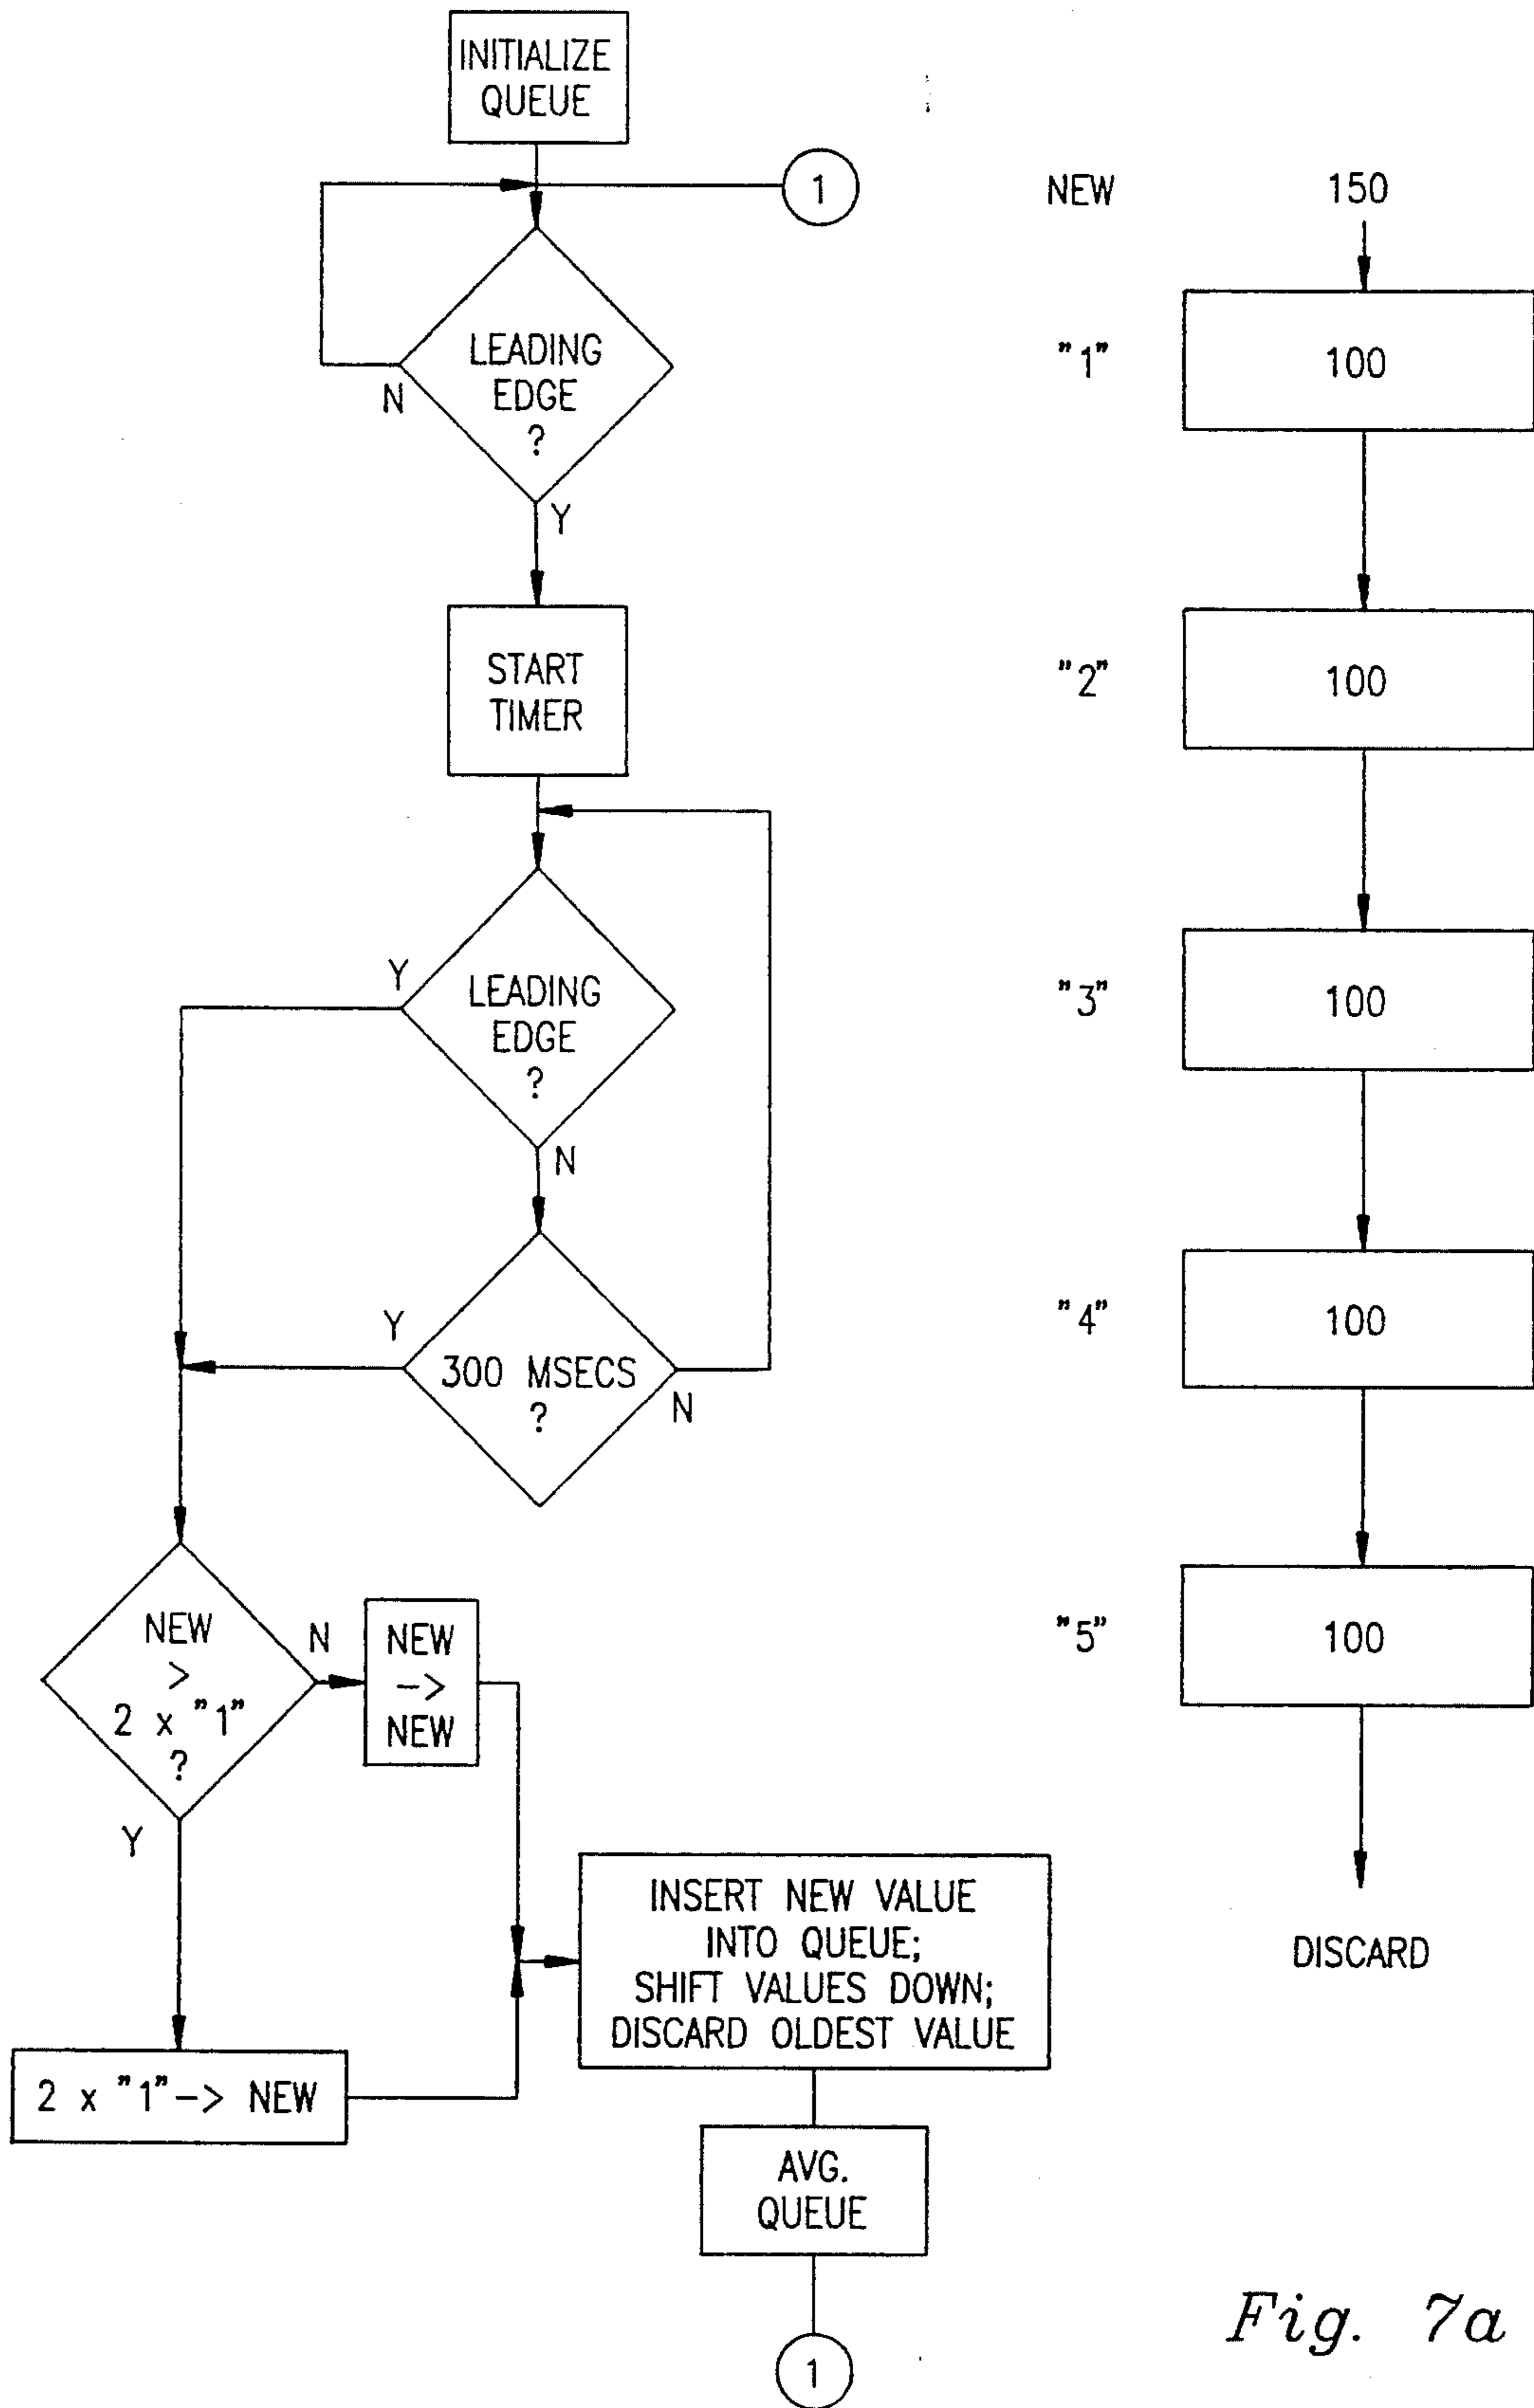 INITIALIZE
QUEUE
1
LEADING
EDGE
?
N
Y
START
TIMER
LEADING
EDGE
?
Y
N
300 MSECS
?
Y
N
NEW
>
2 x "1"
?
N
Y
NEW
->
NEW
2 x "1"-> NEW
INSERT NEW VALUE
INTO QUEUE;
SHIFT VALUES DOWN;
DISCARD OLDEST VALUE
AVG.
QUEUE
1
NEW 150
"1" 100
"2" 100
"3" 100
"4" 100
"5" 100
DISCARD
Fig. 7a